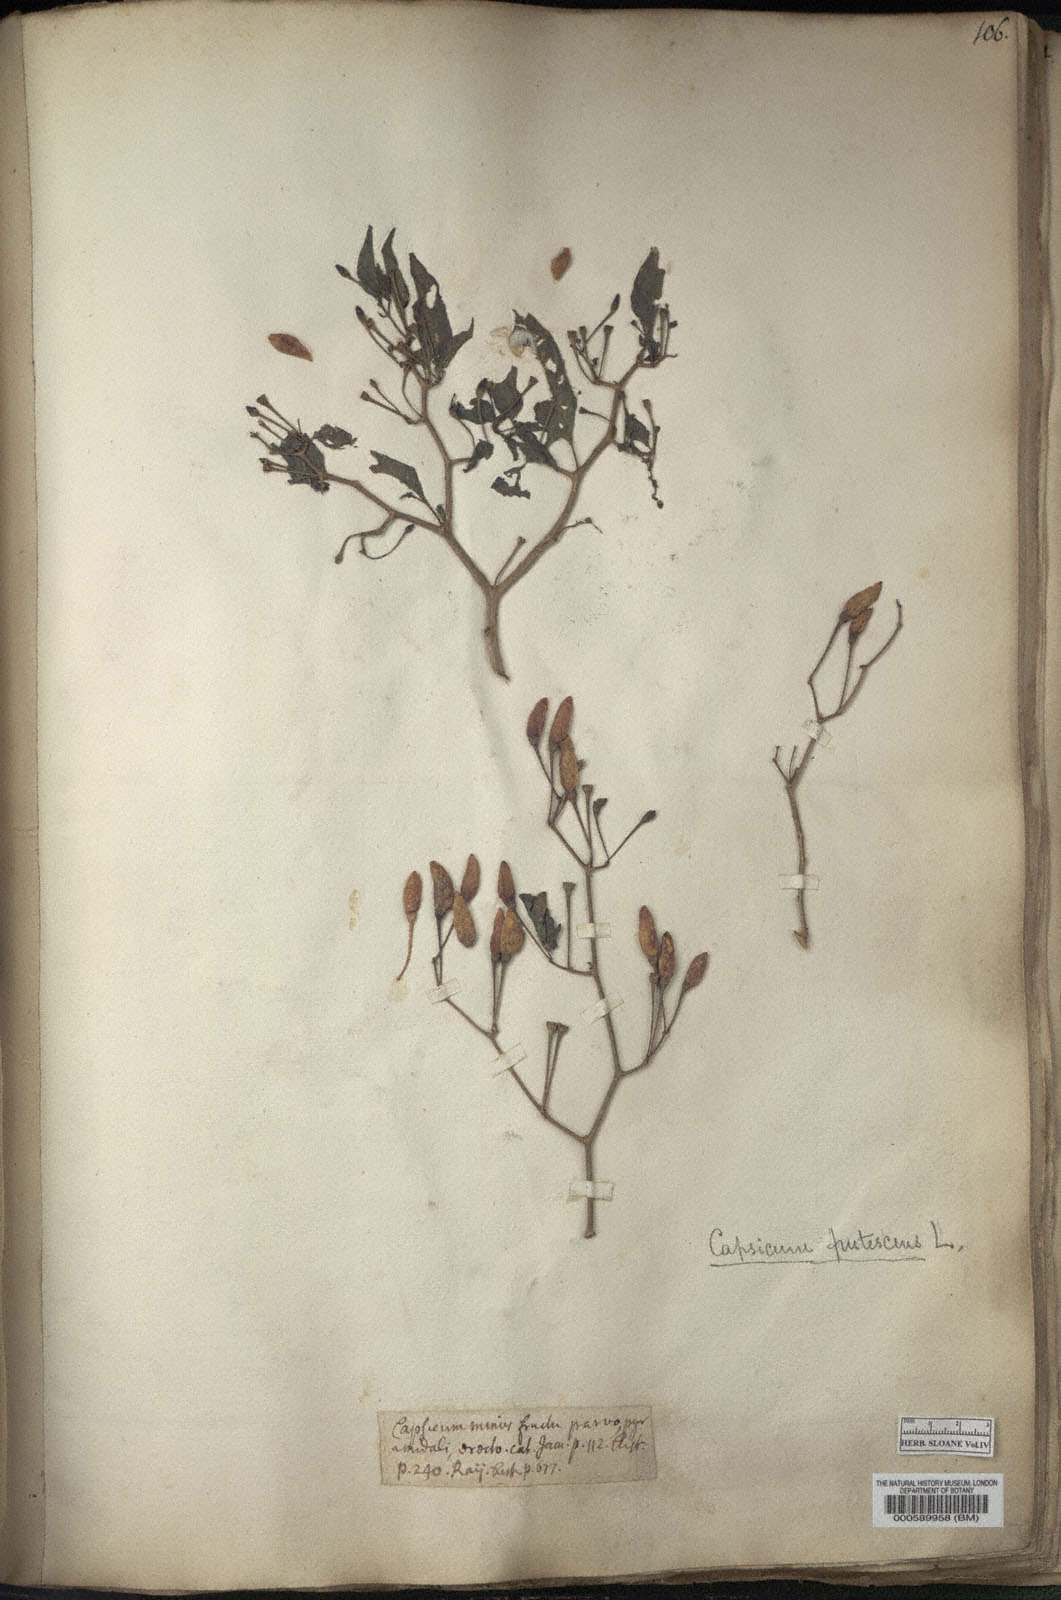 106.
Capsicum frutescens L.
Capsicum minus fructu parvo, pyr
amidali, erecto. Cat. Jam. p. 112. Hist.
p. 240. Raij. hist. p. 677.
HERB. SLOANE Vol.IV
THE NATURAL HISTORY MUSEUM, LONDON
DEPARTMENT OF BOTANY
000589958 (BM)